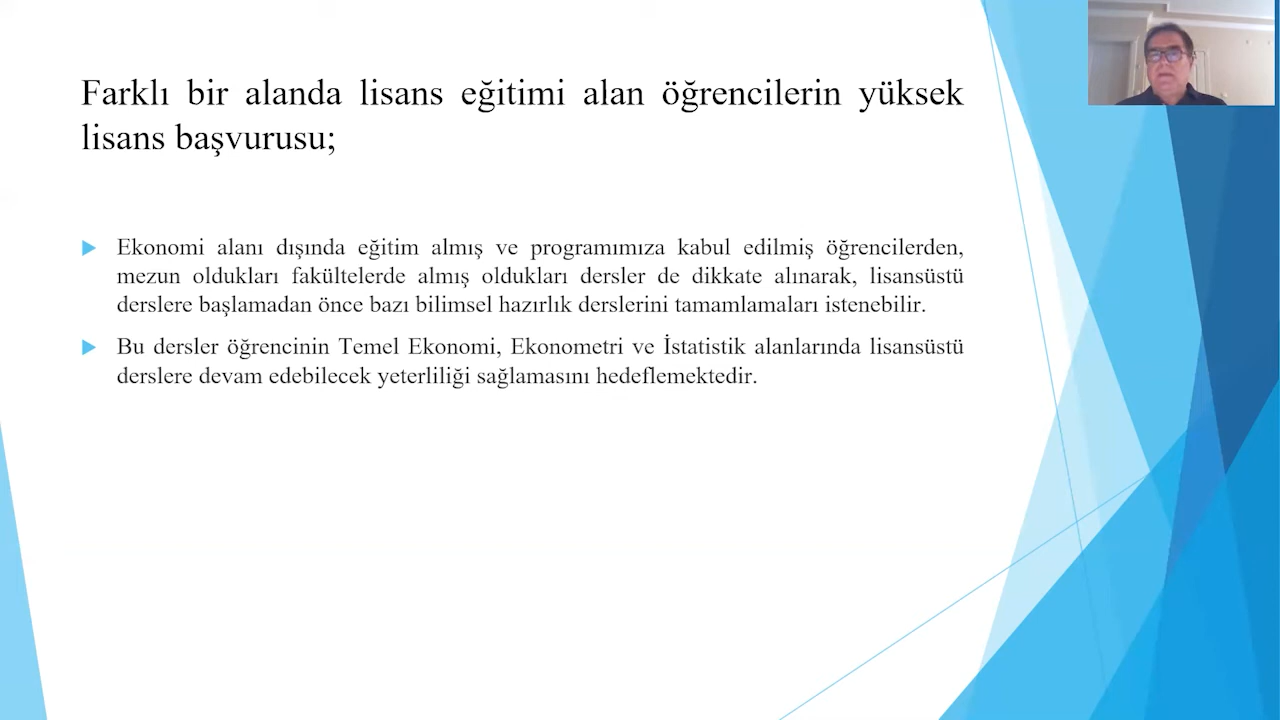 Farklı bir alanda lisans eğitimi alan öğrencilerin yüksek
lisans başvurusu;
Ekonomi alanı dışında eğitim almış ve programımıza kabul edilmiş öğrencilerden,
mezun oldukları fakültelerde almış oldukları dersler de dikkate alınarak, lisansüstü
derslere başlamadan önce bazı bilimsel hazırlık derslerini tamamlamaları istenebilir.
Bu dersler öğrencinin Temel Ekonomi, Ekonometri ve İstatistik alanlarında lisansüstü
derslere devam edebilecek yeterliliği sağlamasını hedeflemektedir.